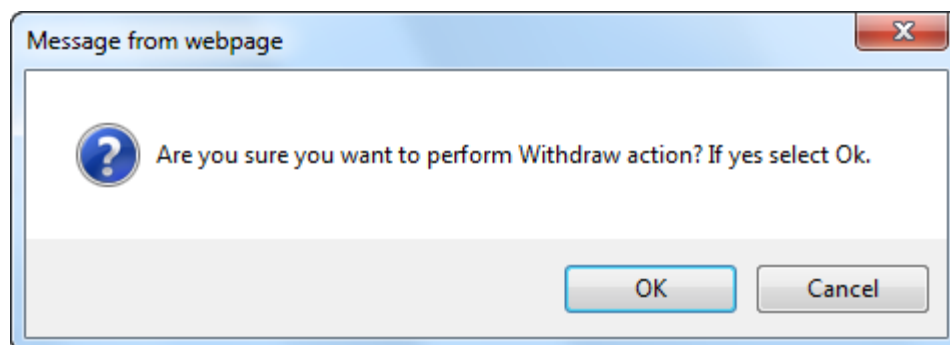 Message from webpage
Are you sure you want to perform Withdraw action? If yes select Ok.
OK
Cancel